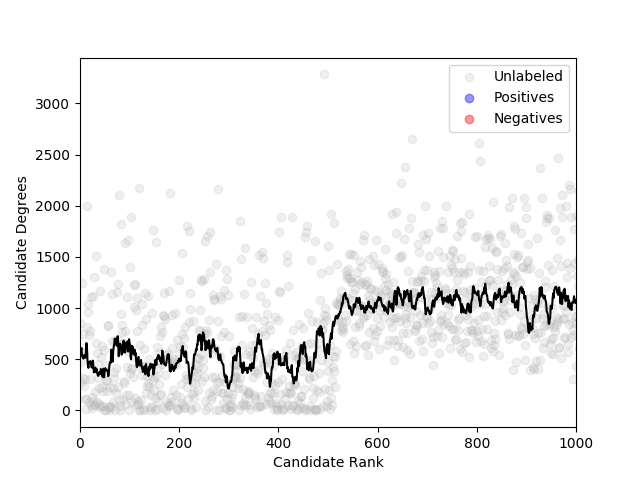 Unlabeled
Positives
Negatives
3000
2500
2000
1500
1000
500
0
Candidate Degrees
0 200 400 600 800 1000
Candidate Rank